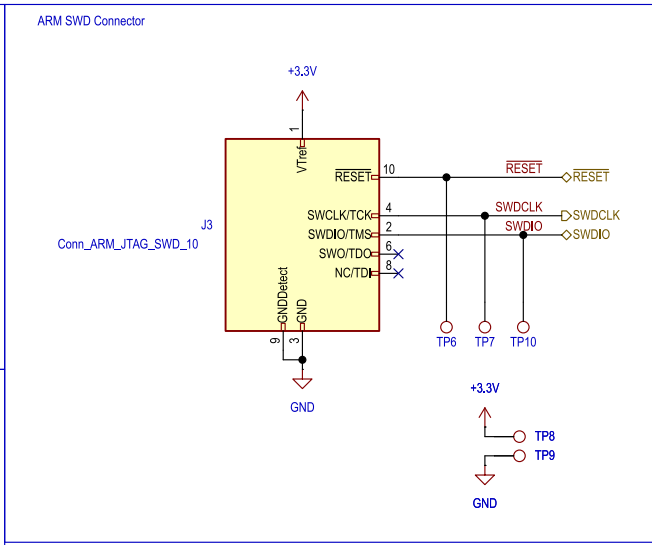 ARM SWD Connector
+3.3V
1
VTref
RESET
10
RESET
RESET
J3
SWCLK/TCK
4
SWDCLK
SWDCLK
Conn_ARM_JTAG_SWD_10
SWDIO/TMS
2
SWDIO
SWDIO
SWO/TDO
6
NC/TDI
8
GNDDetect
GND
9
3
TP6
TP7
TP10
GND
+3.3V
TP8
TP9
GND